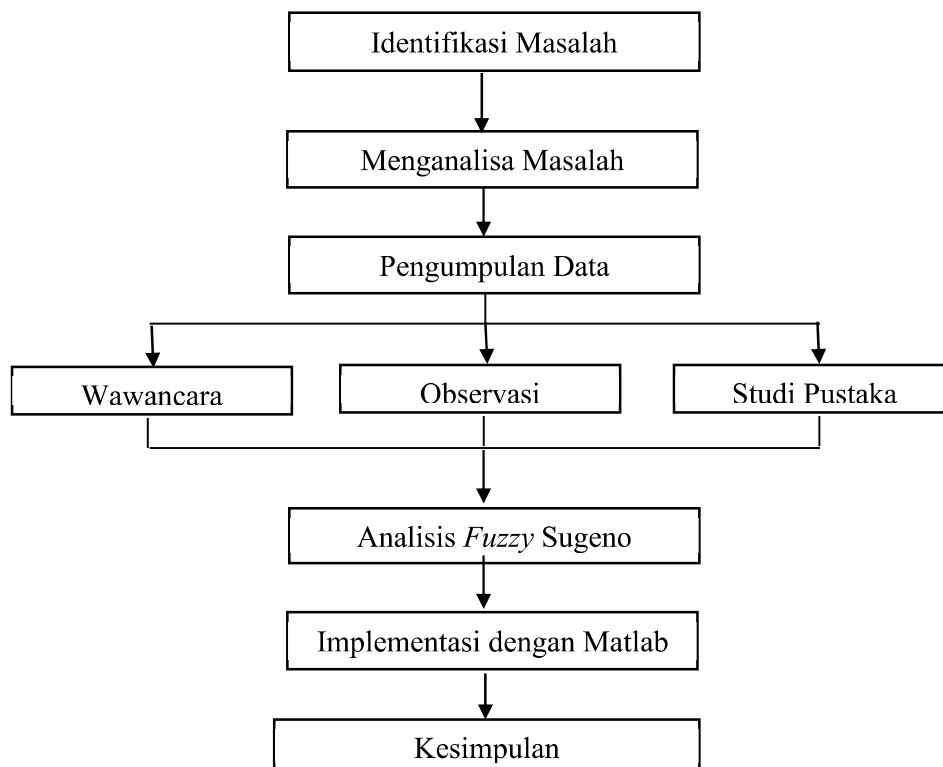 Identifikasi Masalah
Menganalisa Masalah
Pengumpulan Data
Wawancara
Observasi
Studi Pustaka
Analisis Fuzzy Sugeno
Implementasi dengan Matlab
Kesimpulan